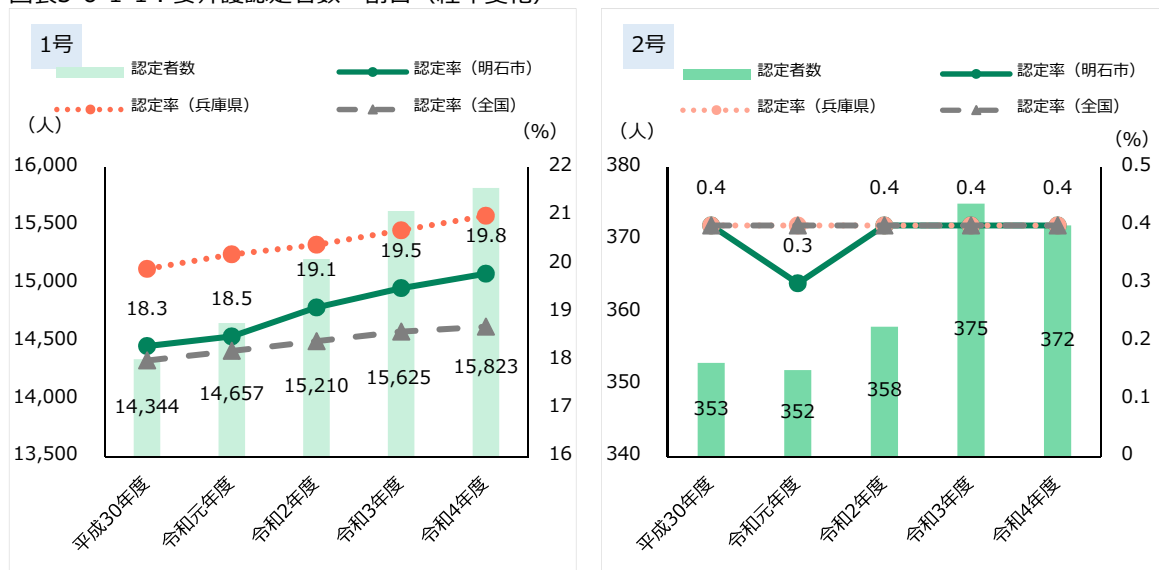 1号
認定者数
認定率（明石市）
認定率（兵庫県）
認定率（全国）
（人）
（%）
16,000
15,500
15,000
14,500
14,000
13,500
22
21
20
19
18
17
16
18.3
18.5
19.1
19.5
19.8
14,344
14,657
15,210
15,625
15,823
平成30年度
令和元年度
令和2年度
令和3年度
令和4年度
2号
認定者数
認定率（明石市）
認定率（兵庫県）
認定率（全国）
（人）
（%）
380
370
360
350
340
0.5
0.4
0.3
0.2
0.1
0
0.4
0.3
0.4
0.4
0.4
353
352
358
375
372
平成30年度
令和元年度
令和2年度
令和3年度
令和4年度